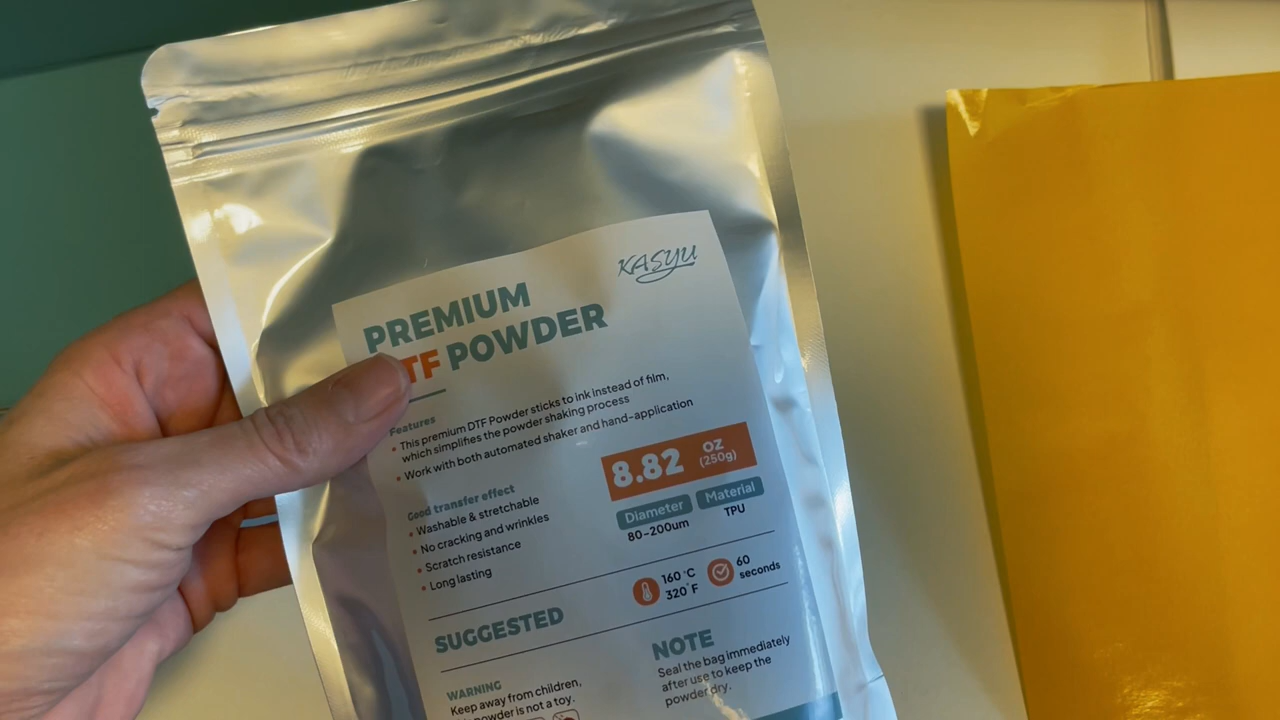 KASYU
PREMIUM
TF POWDER
Features
• This premium DTF Powder sticks to ink instead of film,
which simplifies the powder shaking process
• Work with both automated shaker and hand-application
8.82 OZ
(250g)
Diameter
80-200um
Material
TPU
Good transfer effect
• Washable & stretchable
• No cracking and wrinkles
• Scratch resistance
• Long lasting
SUGGESTED
160 °C
320°F
60
seconds
WARNING
Keep away from children,
powder is not a toy.
NOTE
Seal the bag immediately
after use to keep the
powder dry.